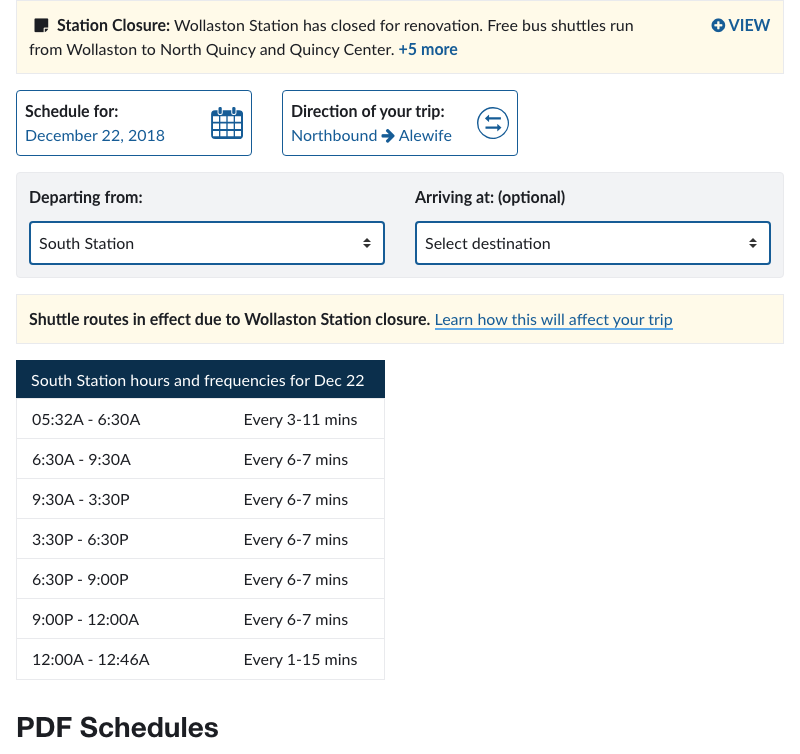 Station Closure: Wollaston Station has closed for renovation. Free bus shuttles run
VIEW
from Wollaston to North Quincy and Quincy Center. +5 more
Schedule for:
December 22, 2018
Direction of your trip:
Northbound → Alewife
Departing from:
South Station
Arriving at: (optional)
Select destination
Shuttle routes in effect due to Wollaston Station closure. Learn how this will affect your trip
South Station hours and frequencies for Dec 22
05:32A - 6:30A Every 3-11 mins
6:30A - 9:30A Every 6-7 mins
9:30A - 3:30P Every 6-7 mins
3:30P - 6:30P Every 6-7 mins
6:30P - 9:00P Every 6-7 mins
9:00P - 12:00A Every 6-7 mins
12:00A - 12:46A Every 1-15 mins
PDF Schedules